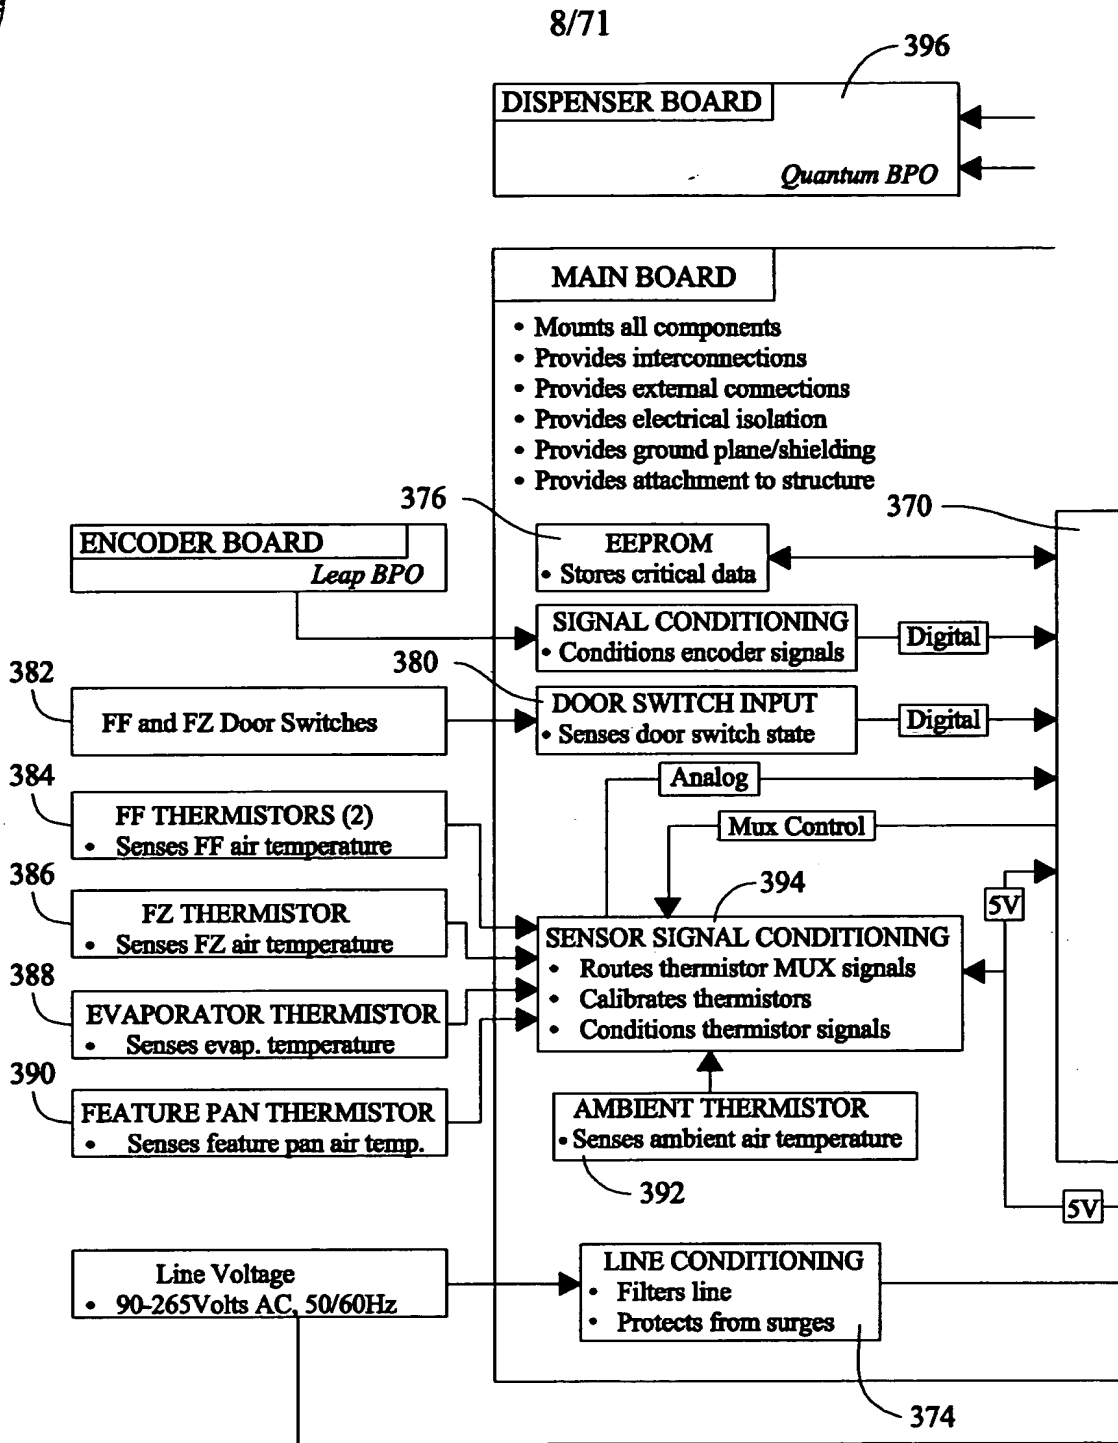 8/71
396
DISPENSER BOARD
Quantum BPO
MAIN BOARD
• Mounts all components
• Provides interconnections
• Provides external connections
• Provides electrical isolation
• Provides ground plane/shielding
• Provides attachment to structure
376
370
ENCODER BOARD
Leap BPO
EEPROM
• Stores critical data
SIGNAL CONDITIONING
• Conditions encoder signals
Digital
382
380
FF and FZ Door Switches
DOOR SWITCH INPUT
• Senses door switch state
Digital
384
Analog
FF THERMISTORS (2)
• Senses FF air temperature
Mux Control
386
394
FZ THERMISTOR
• Senses FZ air temperature
5V
SENSOR SIGNAL CONDITIONING
• Routes thermistor MUX signals
• Calibrates thermistors
• Conditions thermistor signals
388
EVAPORATOR THERMISTOR
• Senses evap. temperature
390
FEATURE PAN THERMISTOR
• Senses feature pan air temp.
AMBIENT THERMISTOR
• Senses ambient air temperature
392
5V
Line Voltage
• 90-265Volts AC, 50/60Hz
LINE CONDITIONING
• Filters line
• Protects from surges
374